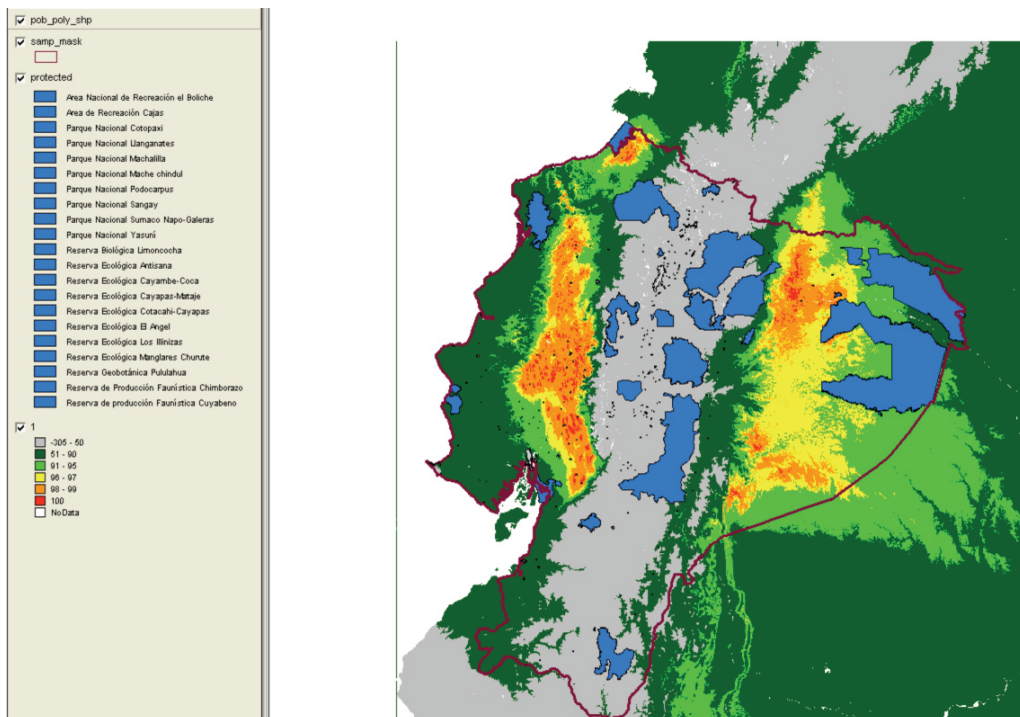 pob_poly_shp
samp_mask
protected
Area Nacional de Recreación el Boliche
Area de Recreación Cajas
Parque Nacional Cotopaxi
Parque Nacional Llanganates
Parque Nacional Machalilla
Parque Nacional Mache chindul
Parque Nacional Podocarpus
Parque Nacional Sangay
Parque Nacional Sumaco Napo-Galeras
Parque Nacional Yasuní
Reserva Biológica Limoncocha
Reserva Ecológica Antisana
Reserva Ecológica Cayambe-Coca
Reserva Ecológica Cayapas-Mataje
Reserva Ecológica Cotacahi-Cayapas
Reserva Ecológica El Angel
Reserva Ecológica Los Illinizas
Reserva Ecológica Manglares Churute
Reserva Geobotánica Pululahua
Reserva de Producción Faunística Chimborazo
Reserva de producción Faunística Cuyabeno
1
-305 - 50
51 - 90
91 - 95
96 - 97
98 - 99
100
No Data